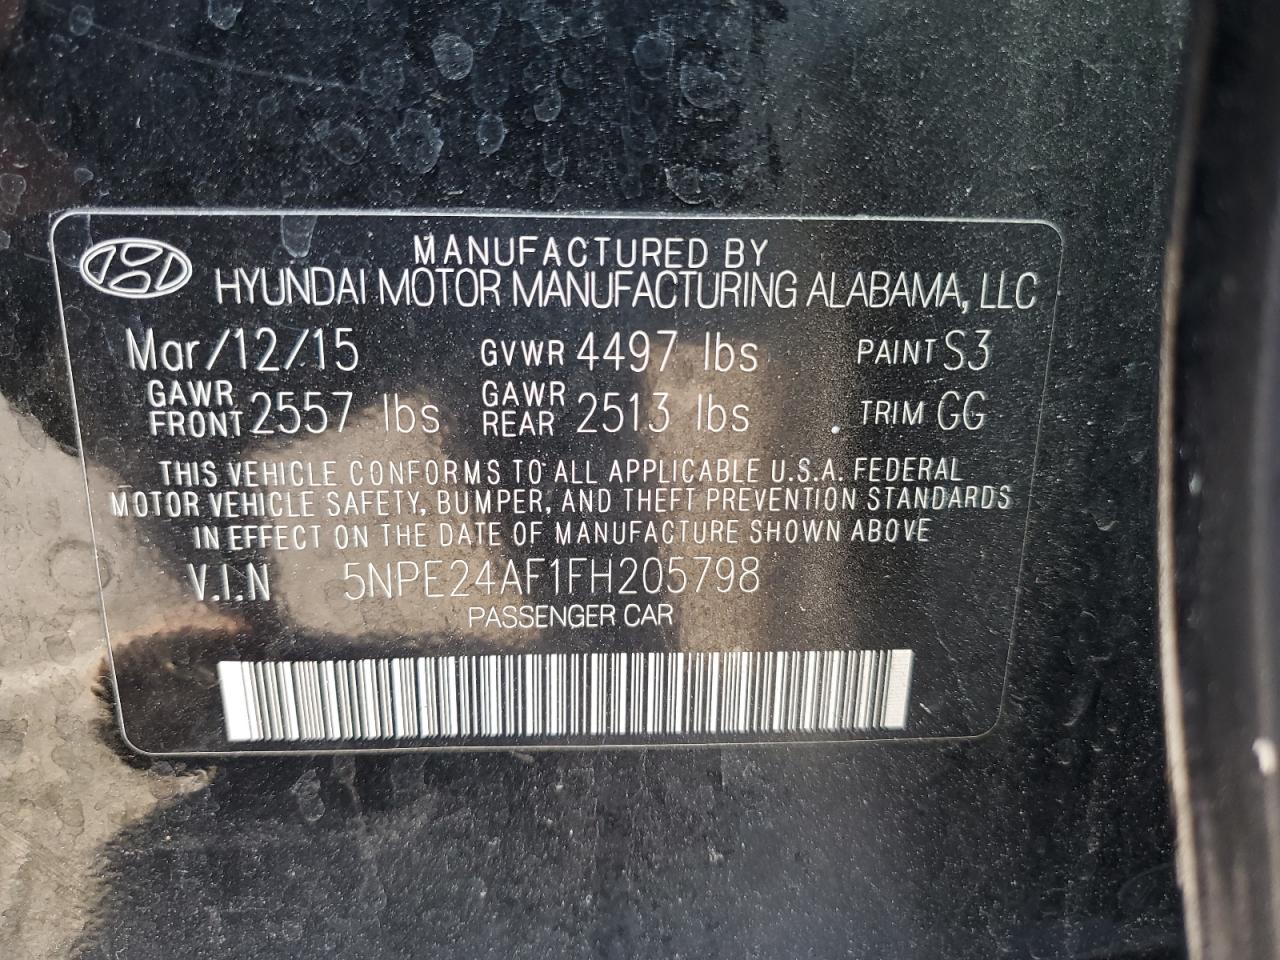 MANUFACTURED BY
HYUNDAI MOTOR MANUFACTURING ALABAMA, LLC
Mar/12/15 GVWR 4497 lbs PAINT S3
GAWR FRONT 2557 lbs GAWR REAR 2513 lbs TRIM GG
THIS VEHICLE CONFORMS TO ALL APPLICABLE U.S.A. FEDERAL
MOTOR VEHICLE SAFETY, BUMPER, AND THEFT PREVENTION STANDARDS
IN EFFECT ON THE DATE OF MANUFACTURE SHOWN ABOVE
V.I.N 5NPE24AF1FH205798
PASSENGER CAR